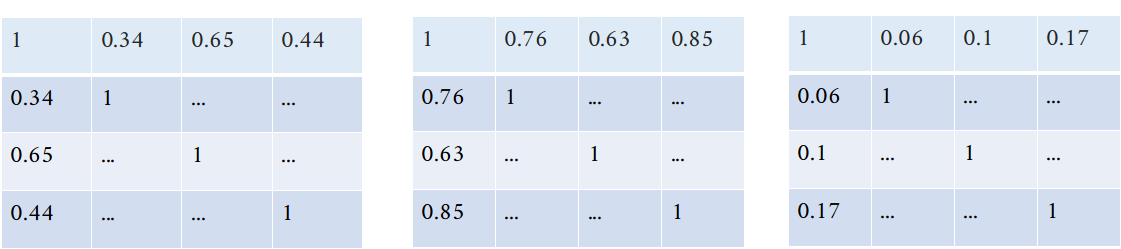 1 0.34 0.65 0.44
0.34 1 ... ...
0.65 ... 1 ...
0.44 ... ... 1
1 0.76 0.63 0.85
0.76 1 ... ...
0.63 ... 1 ...
0.85 ... ... 1
1 0.06 0.1 0.17
0.06 1 ... ...
0.1 ... 1 ...
0.17 ... ... 1